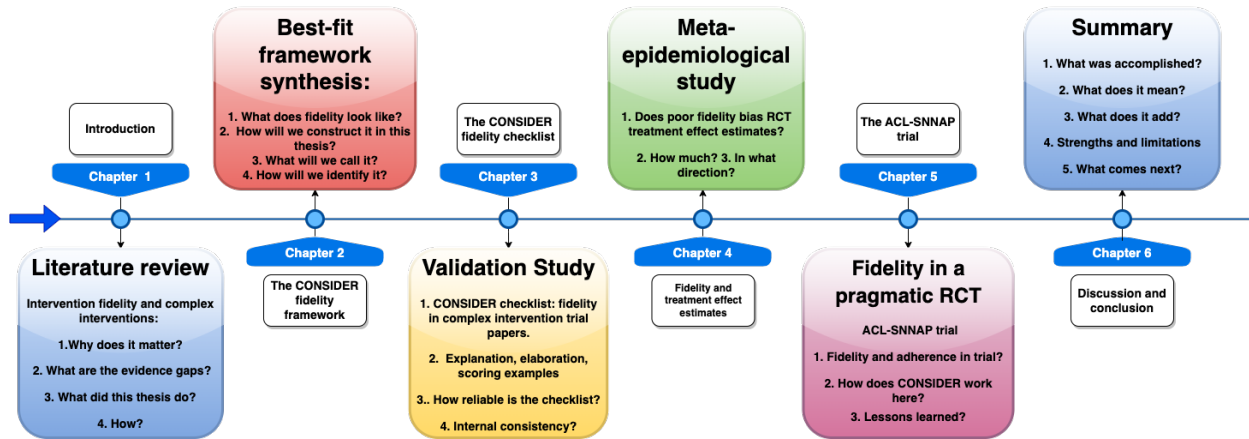 Introduction
Chapter 1
Literature review
Intervention fidelity and complex
interventions:
1.Why does it matter?
2. What are the evidence gaps?
3. What did this thesis do?
4. How?
Best-fit
framework
synthesis:
1. What does fidelity look like?
2. How will we construct it in this
thesis?
3. What will we call it?
4. How will we identify it?
Chapter 2
The CONSIDER
fidelity
framework
The CONSIDER
fidelity checklist
Chapter 3
Validation Study
1. CONSIDER checklist: fidelity
in complex intervention trial
papers.
2. Explanation, elaboration,
scoring examples
3.. How reliable is the checklist?
4. Internal consistency?
Meta-
epidemiological
study
1. Does poor fidelity bias RCT
treatment effect estimates?
2. How much? 3. In what
direction?
Chapter 4
Fidelity and
treatment effect
estimates
The ACL-SNNAP
trial
Chapter 5
Fidelity in a
pragmatic RCT
ACL-SNNAP trial
1. Fidelity and adherence in trial?
2. How does CONSIDER work
here?
3. Lessons learned?
Summary
1. What was accomplished?
2. What does it mean?
3. What does it add?
4. Strengths and limitations
5. What comes next?
Chapter 6
Discussion and
conclusion